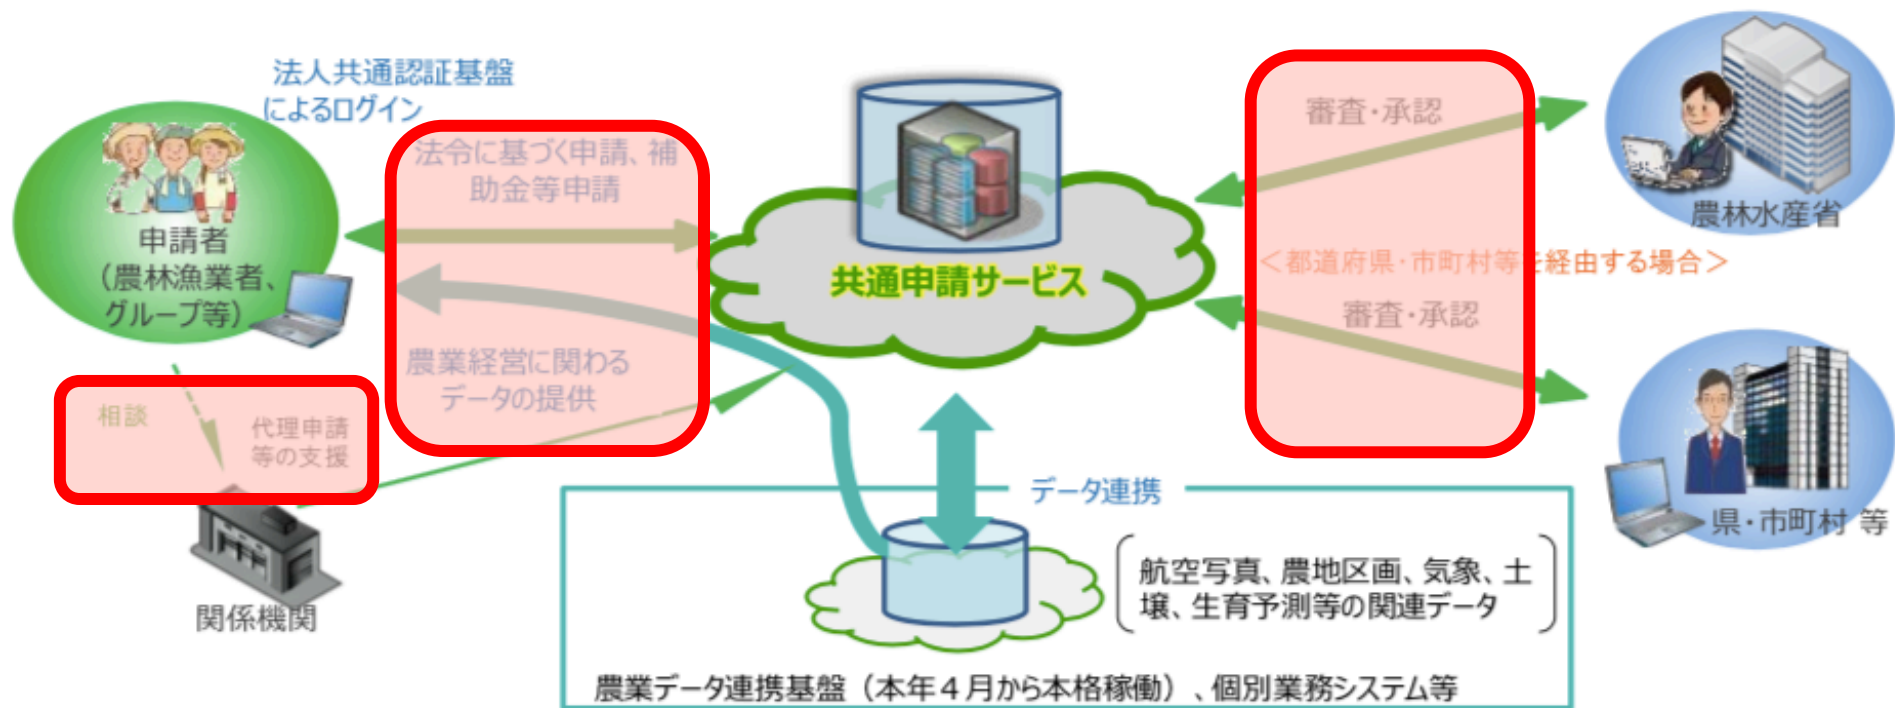 法人共通認証基盤
によるログイン
法令に基づく申請、補
助金等申請
申請者
(農林漁業者、
グループ等)
農業経営に関わる
データの提供
相談
代理申請
等の支援
関係機関
共通申請サービス
審査・承認
農林水産省
＜都道府県・市町村等を経由する場合＞
審査・承認
県・市町村 等
データ連携
航空写真、農地区画、気象、土
壌、生育予測等の関連データ
農業データ連携基盤（本年４月から本格稼働）、個別業務システム等